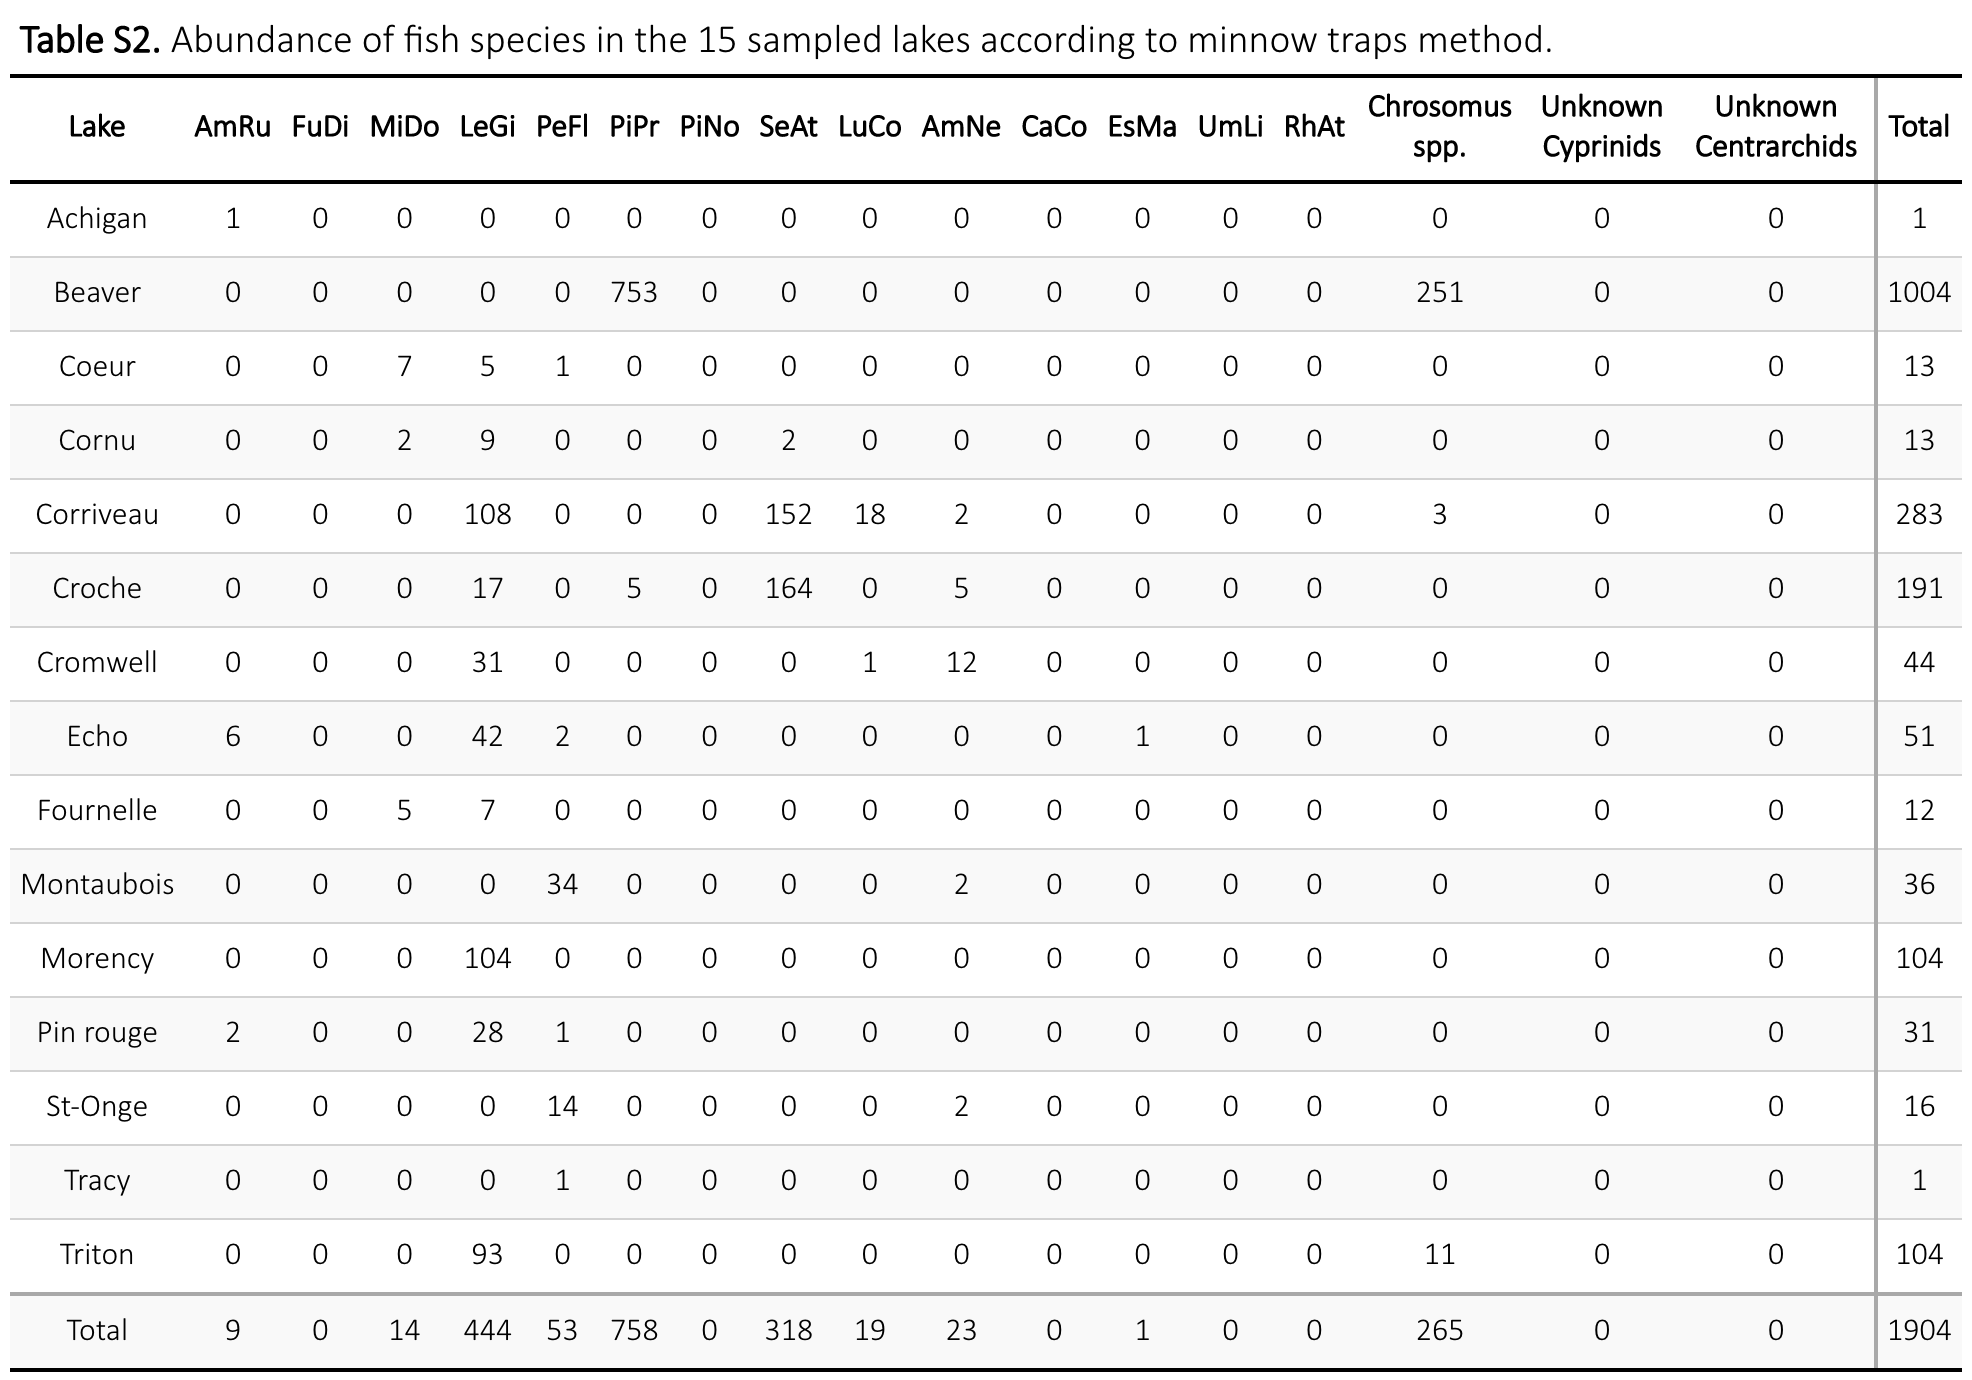 Table S2. Abundance of fish species in the 15 sampled lakes according to minnow traps method.
Lake AmRu FuDi MiDo LeGi PeFl PiPr PiNo SeAt LuCo AmNe CaCo EsMa UmLi RhAt Chrosomus spp. Unknown Cyprinids Unknown Centrarchids Total
Achigan 1 0 0 0 0 0 0 0 0 0 0 0 0 0 0 0 0 1
Beaver 0 0 0 0 0 753 0 0 0 0 0 0 0 0 251 0 0 1004
Coeur 0 0 7 5 1 0 0 0 0 0 0 0 0 0 0 0 0 13
Cornu 0 0 2 9 0 0 0 2 0 0 0 0 0 0 0 0 0 13
Corriveau 0 0 0 108 0 0 0 152 18 2 0 0 0 0 3 0 0 283
Croche 0 0 0 17 0 5 0 164 0 5 0 0 0 0 0 0 0 191
Cromwell 0 0 0 31 0 0 0 0 1 12 0 0 0 0 0 0 0 44
Echo 6 0 0 42 2 0 0 0 0 0 0 1 0 0 0 0 0 51
Fournelle 0 0 5 7 0 0 0 0 0 0 0 0 0 0 0 0 0 12
Montaubois 0 0 0 0 34 0 0 0 0 2 0 0 0 0 0 0 0 36
Morency 0 0 0 104 0 0 0 0 0 0 0 0 0 0 0 0 0 104
Pin rouge 2 0 0 28 1 0 0 0 0 0 0 0 0 0 0 0 0 31
St-Onge 0 0 0 0 14 0 0 0 0 2 0 0 0 0 0 0 0 16
Tracy 0 0 0 0 1 0 0 0 0 0 0 0 0 0 0 0 0 1
Triton 0 0 0 93 0 0 0 0 0 0 0 0 0 0 11 0 0 104
Total 9 0 14 444 53 758 0 318 19 23 0 1 0 0 265 0 0 1904